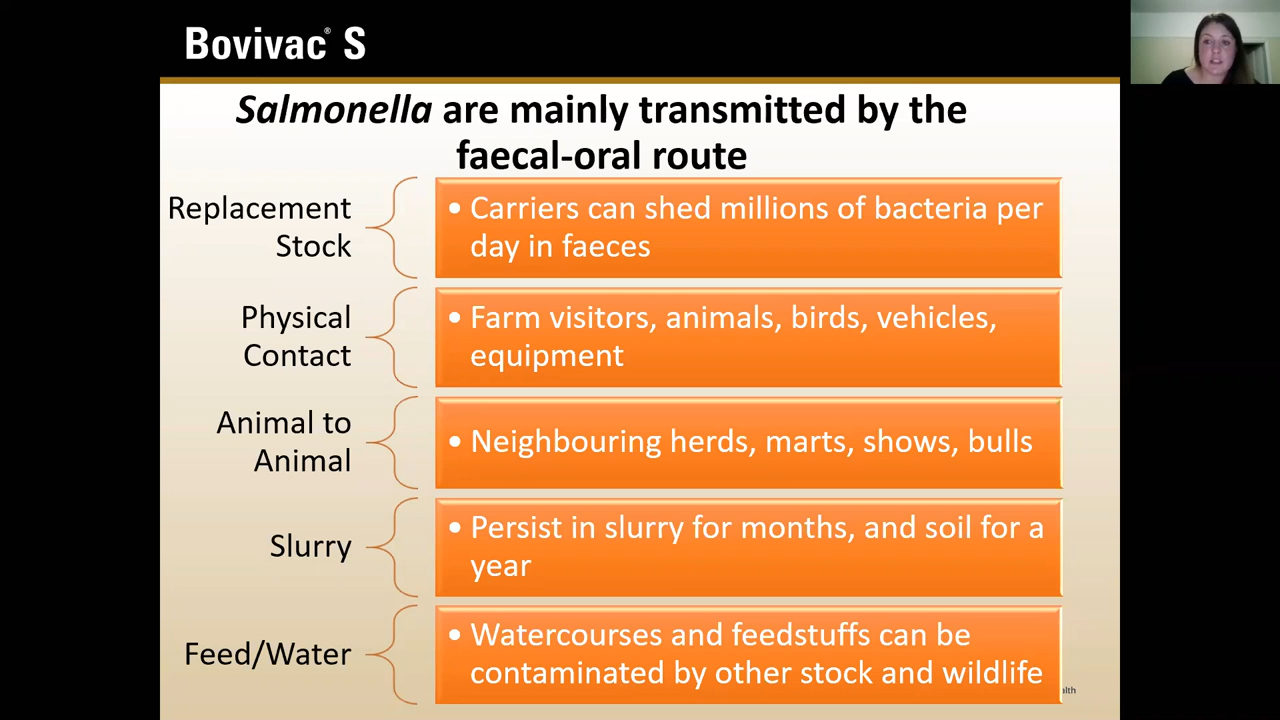 Bovivac® S
Salmonella are mainly transmitted by the
faecal-oral route
Replacement
Stock
• Carriers can shed millions of bacteria per
day in faeces
Physical
Contact
• Farm visitors, animals, birds, vehicles,
equipment
Animal to
Animal
• Neighbouring herds, marts, shows, bulls
Slurry
• Persist in slurry for months, and soil for a
year
Feed/Water
• Watercourses and feedstuffs can be
contaminated by other stock and wildlife